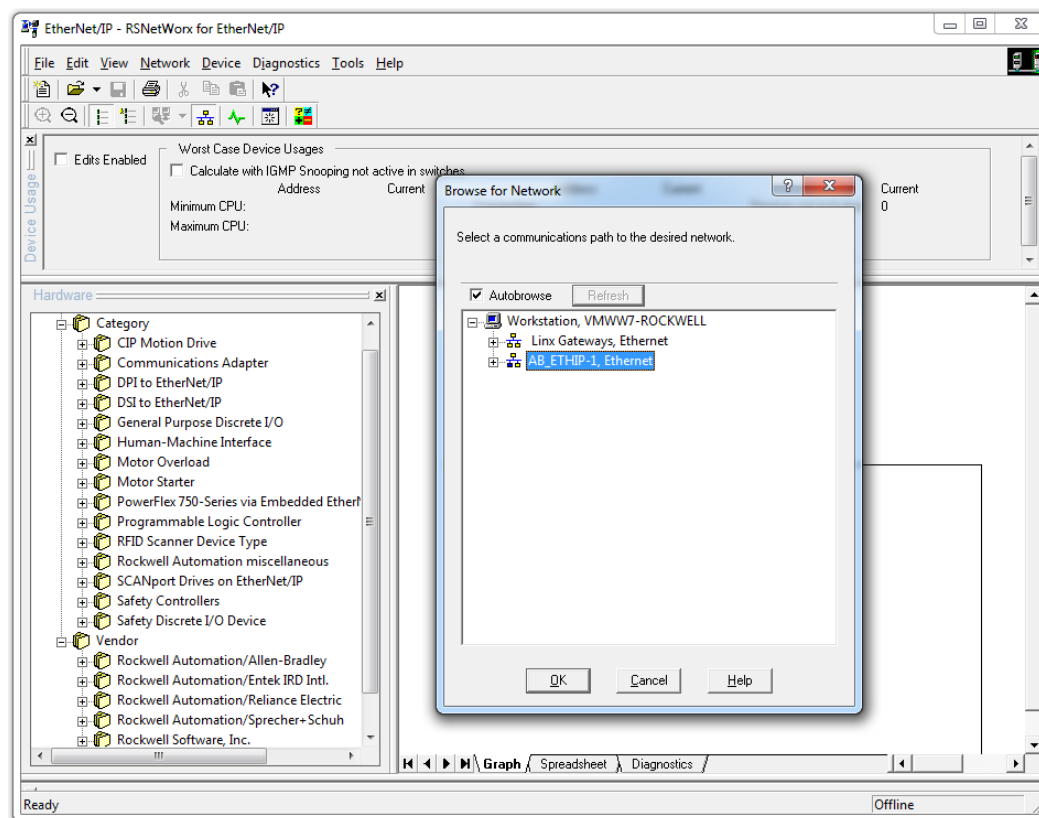 EtherNet/IP - RSNetWorx for EtherNet/IP
File Edit View Network Device Diagnostics Tools Help
Edits Enabled
Device Usage
Worst Case Device Usages
Calculate with IGMP Snooping not active in switches
Address Current Current
Minimum CPU: 0
Maximum CPU:
Browse for Network
Select a communications path to the desired network.
Autobrowse Refresh
Workstation, VMWW7-ROCKWELL
Linx Gateways, Ethernet
AB_ETHIP-1, Ethernet
OK Cancel Help
Hardware
Category
CIP Motion Drive
Communications Adapter
DPI to EtherNet/IP
DSI to EtherNet/IP
General Purpose Discrete I/O
Human-Machine Interface
Motor Overload
Motor Starter
PowerFlex 750-Series via Embedded Ether
Programmable Logic Controller
RFID Scanner Device Type
Rockwell Automation miscellaneous
SCANport Drives on EtherNet/IP
Safety Controllers
Safety Discrete I/O Device
Vendor
Rockwell Automation/Allen-Bradley
Rockwell Automation/Entek IRD Intl.
Rockwell Automation/Reliance Electric
Rockwell Automation/Sprecher+Schuh
Rockwell Software, Inc.
Graph Spreadsheet Diagnostics
Ready Offline